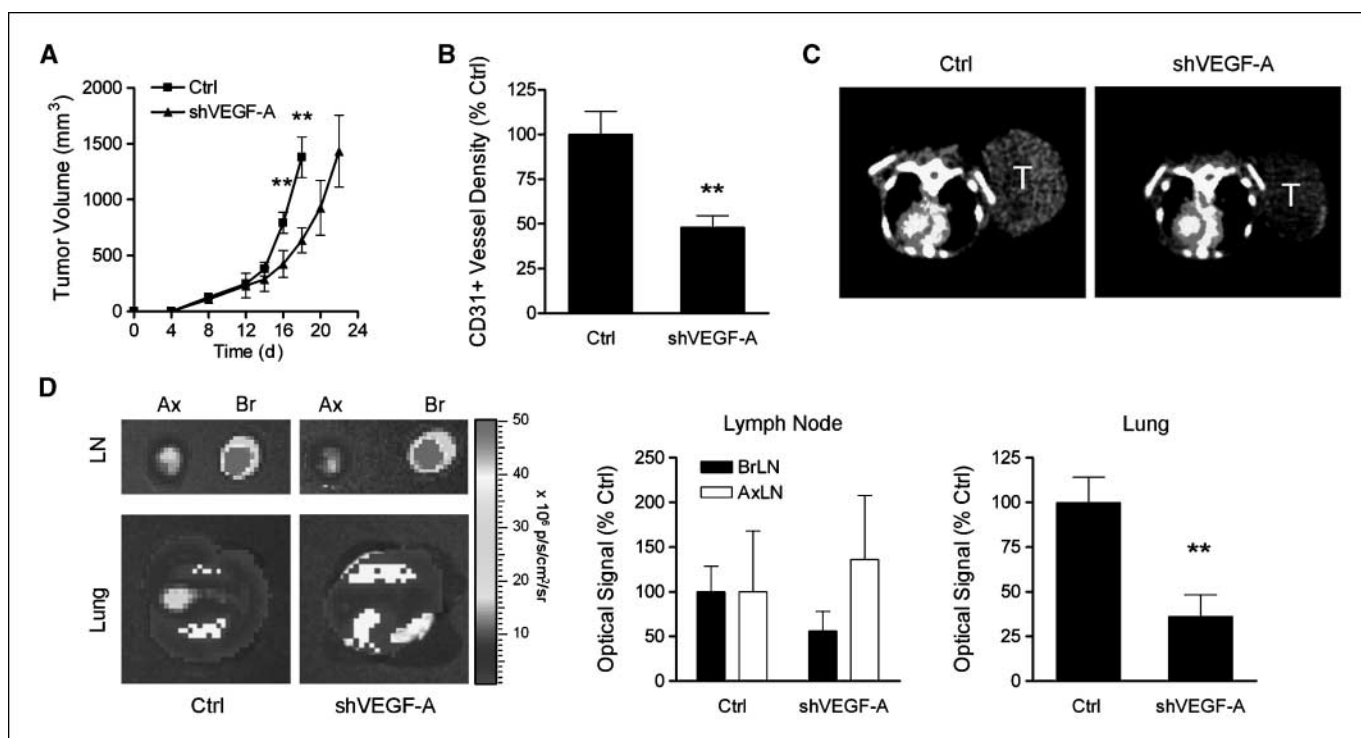 A
Tumor Volume (mm³)
2000
1500
1000
500
0
Ctrl
shVEGF-A
**
**
0 4 8 12 16 20 24
Time (d)
B
CD31+ Vessel Density (% Ctrl)
125
100
75
50
25
0
**
Ctrl shVEGF-A
C
Ctrl shVEGF-A
T T
D
Ax Br Ax Br
LN
Lung
50
40
30
20
10
x 10⁶ p/s/cm²/sr
Ctrl shVEGF-A
Lymph Node
Optical Signal (% Ctrl)
250
200
150
100
50
0
BrLN
AxLN
Ctrl shVEGF-A
Lung
Optical Signal (% Ctrl)
125
100
75
50
25
0
**
Ctrl shVEGF-A